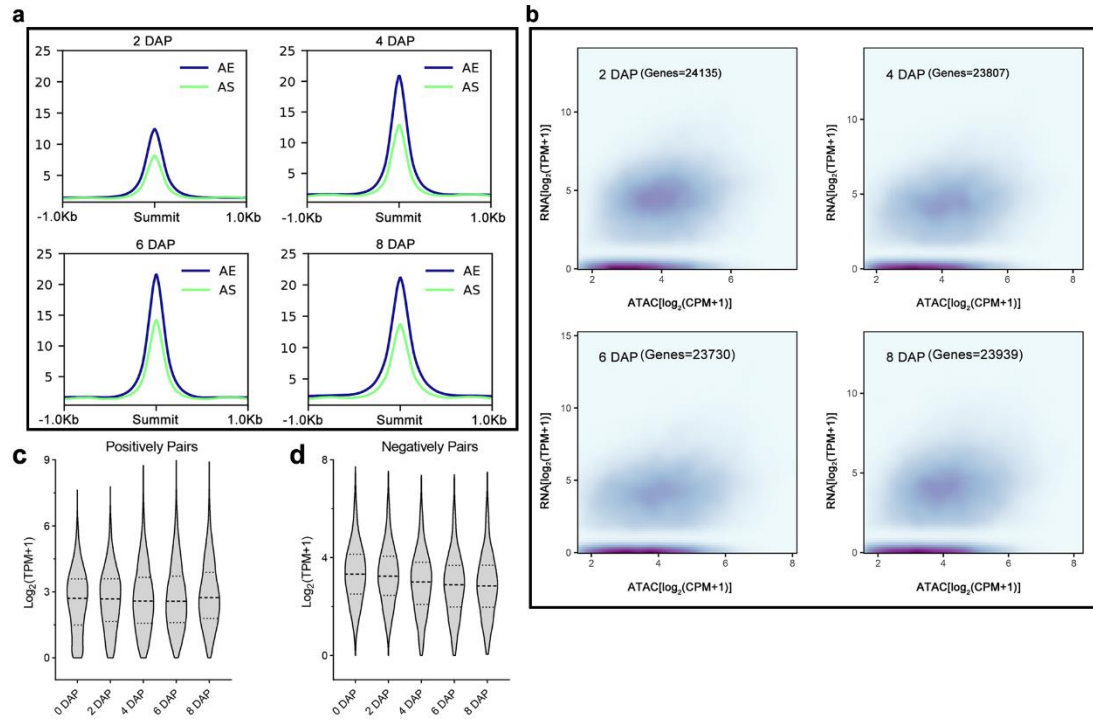 a
2 DAP
25
20
15
10
5
AE
AS
-1.0Kb Summit 1.0Kb
4 DAP
25
20
15
10
5
AE
AS
-1.0Kb Summit 1.0Kb
6 DAP
25
20
15
10
5
AE
AS
-1.0Kb Summit 1.0Kb
8 DAP
25
20
15
10
5
AE
AS
-1.0Kb Summit 1.0Kb
b
2 DAP (Genes=24135)
RNA[log₂(TPM+1)]
10
5
0
2 4 6
ATAC[log₂(CPM+1)]
4 DAP (Genes=23807)
RNA[log₂(TPM+1)]
10
5
0
2 4 6 8
ATAC[log₂(CPM+1)]
6 DAP (Genes=23730)
RNA[log₂(TPM+1)]
15
10
5
0
2 4 6 8
ATAC[log₂(CPM+1)]
8 DAP (Genes=23939)
RNA[log₂(TPM+1)]
15
10
5
0
2 4 6 8
ATAC[log₂(CPM+1)]
c
Positively Pairs
Log₂(TPM+1)
9
6
3
0
0 DAP 2 DAP 4 DAP 6 DAP 8 DAP
d
Negatively Pairs
Log₂(TPM+1)
8
4
0
0 DAP 2 DAP 4 DAP 6 DAP 8 DAP